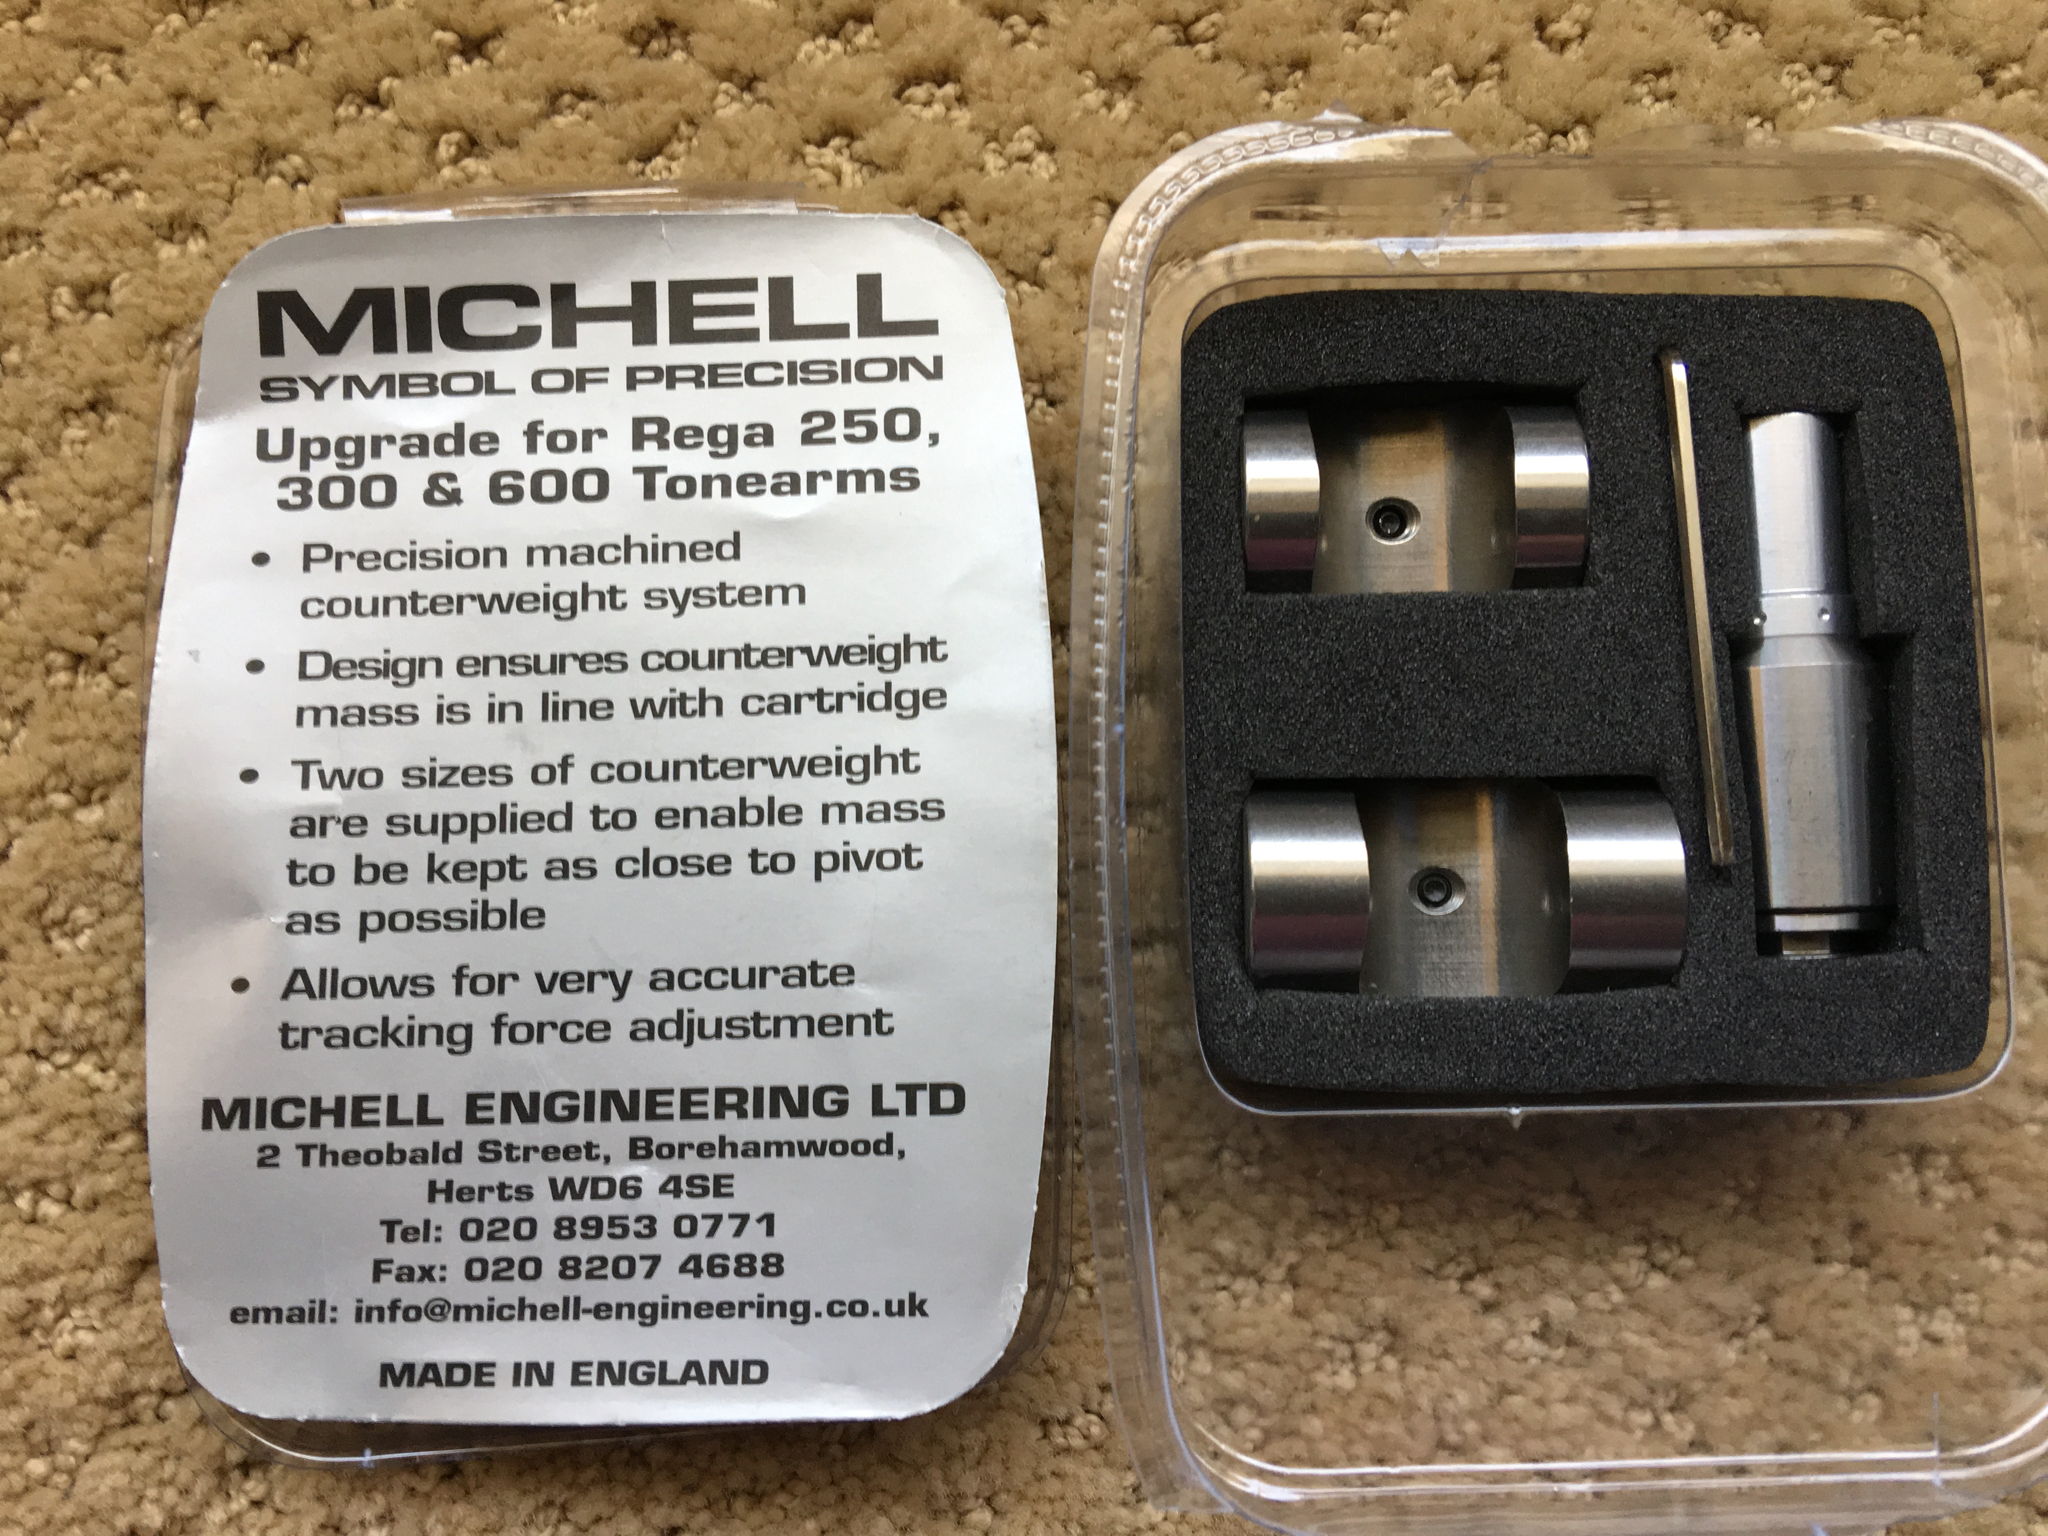 MICHELL
SYMBOL OF PRECISION
Upgrade for Rega 250,
300 & 600 Tonearms
• Precision machined
counterweight system
• Design ensures counterweight
mass is in line with cartridge
• Two sizes of counterweight
are supplied to enable mass
to be kept as close to pivot
as possible
• Allows for very accurate
tracking force adjustment
MICHELL ENGINEERING LTD
2 Theobald Street, Borehamwood,
Herts WD6 4SE
Tel: 020 8953 0771
Fax: 020 8207 4688
email: info@michell-engineering.co.uk
MADE IN ENGLAND